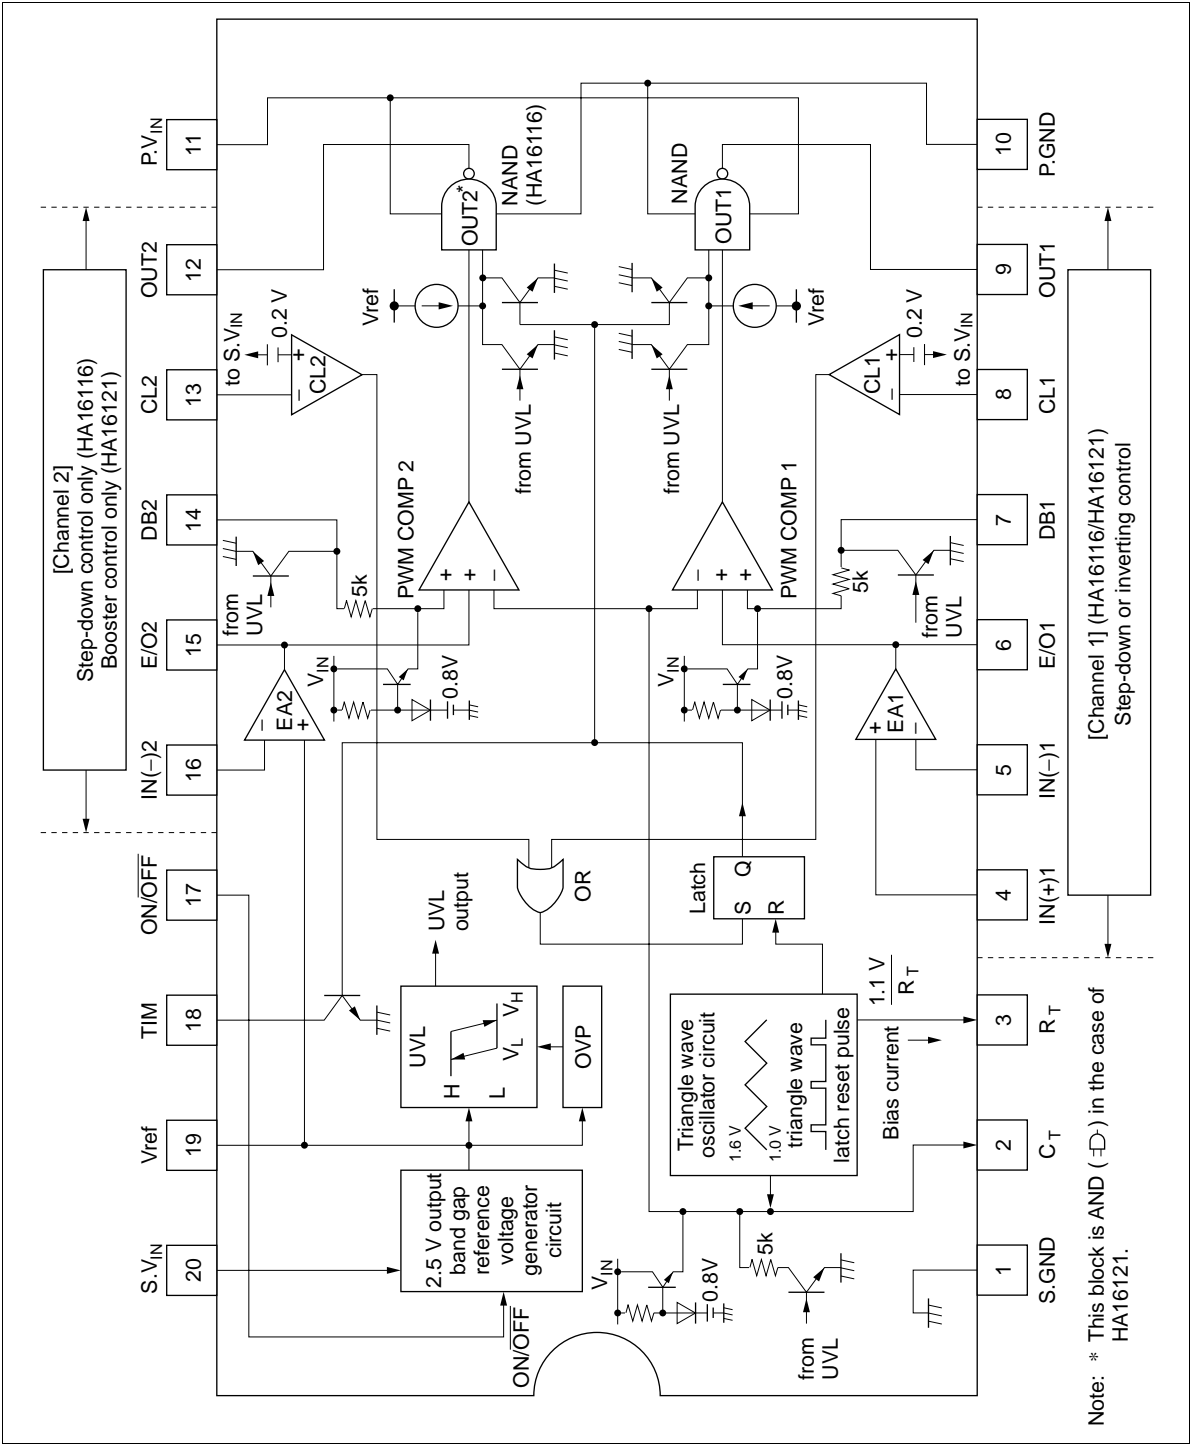 [Channel 2]
Step-down control only (HA16116)
Booster control only (HA16121)
S.VIN
20
Vref
19
TIM
18
ON/OFF
17
IN(−)2
16
E/O2
15
DB2
14
CL2
13
OUT2
12
P.VIN
11
to S.VIN
0.2 V
−
+
CL2
from
UVL
5k
−
+
EA2
VIN
0.8V
PWM COMP 2
+
+
−
Vref
from UVL
OUT2*
NAND
(HA16116)
2.5 V output
band gap
reference
voltage
generator
circuit
ON/OFF
UVL
H
L
VL
VH
UVL
output
OVP
OR
Latch
S
Q
R
VIN
0.8V
PWM COMP 1
−
+
+
from UVL
OUT1
NAND
Vref
VIN
0.8V
5k
from
UVL
Triangle wave
oscillator circuit
1.6 V
1.0 V
triangle wave
latch reset pulse
Bias current
1.1 V
RT
+
−
EA1
5k
from
UVL
CL1
−
+
0.2 V
to S.VIN
1
S.GND
2
CT
3
RT
4
IN(+)1
5
IN(−)1
6
E/O1
7
DB1
8
CL1
9
OUT1
10
P.GND
[Channel 1] (HA16116/HA16121)
Step-down or inverting control
Note: * This block is AND ( ) in the case of
HA16121.